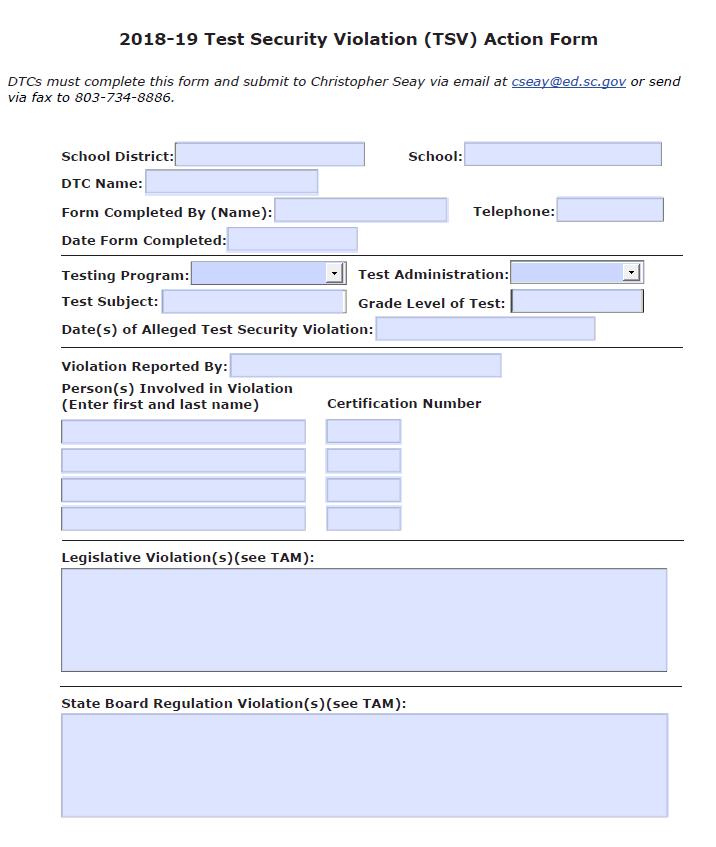 2018-19 Test Security Violation (TSV) Action Form
DTCs must complete this form and submit to Christopher Seay via email at cseay@ed.sc.gov or send
via fax to 803-734-8886.
School District: School:
DTC Name:
Form Completed By (Name): Telephone:
Date Form Completed:
Testing Program: Test Administration:
Test Subject: Grade Level of Test:
Date(s) of Alleged Test Security Violation:
Violation Reported By:
Person(s) Involved in Violation
(Enter first and last name) Certification Number
Legislative Violation(s)(see TAM):
State Board Regulation Violation(s)(see TAM):